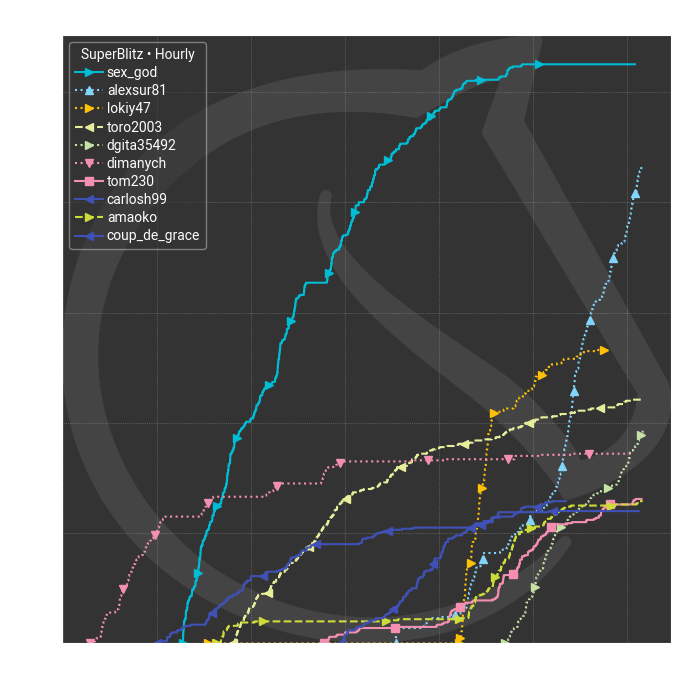 SuperBlitz • Hourly
sex_god
alexsur81
lokiy47
toro2003
dgita35492
dimanych
tom230
carlosh99
amaoko
coup_de_grace